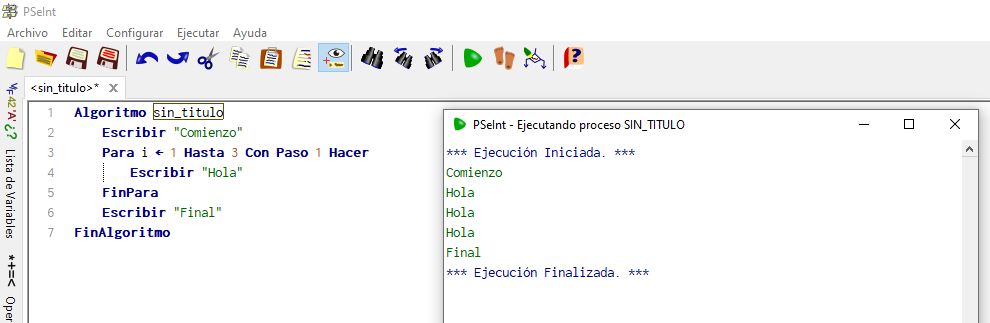 PSeInt
Archivo Editar Configurar Ejecutar Ayuda
<sin_titulo>* X
1 Algoritmo sin_titulo
2 Escribir "Comienzo"
3 Para i ← 1 Hasta 3 Con Paso 1 Hacer
4 Escribir "Hola"
5 FinPara
6 Escribir "Final"
7 FinAlgoritmo
Lista de Variables
*+=<
Oper
PSeInt - Ejecutando proceso SIN_TITULO
*** Ejecución Iniciada. ***
Comienzo
Hola
Hola
Hola
Final
*** Ejecución Finalizada. ***